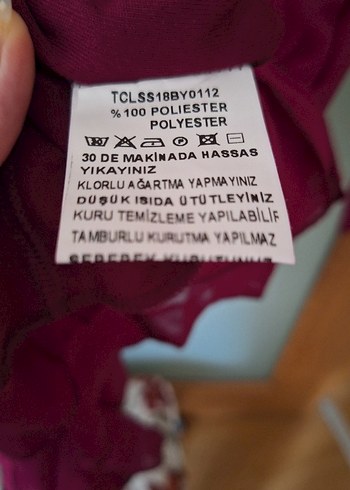 TCLSS18BY0112
%100 POLIESTER
POLYESTER
30 DE MAKİNADA HASSAS
YIKAYINIZ
KLORLU AĞARTMA YAPMAYINIZ
DÜŞÜK ISIDA ÜTÜTLEYİNİZ
KURU TEMİZLEME YAPILABİLİR
TAMBURLU KURUTMA YAPILMAZ